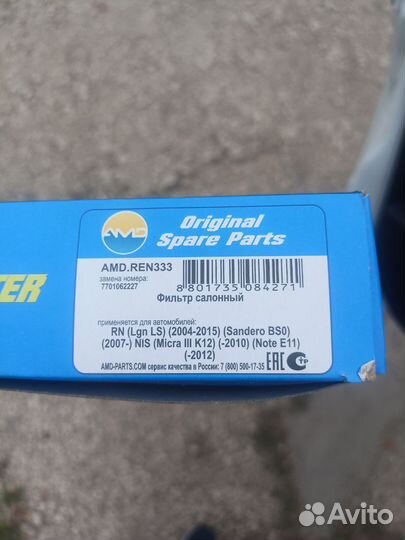 AMD
Original
Spare Parts
TER
AMD.REN333
замена номера:
7701062227
8 801735 084271
Фильтр салонный
применяется для автомобилей:
RN (Lgn LS) (2004-2015) (Sandero BS0)
(2007-) NIS (Micra III K12) (-2010) (Note E11)
(-2012)
AMD-PARTS.COM сервис качества в России: 7 (800) 500-17-35
EAC
Avito